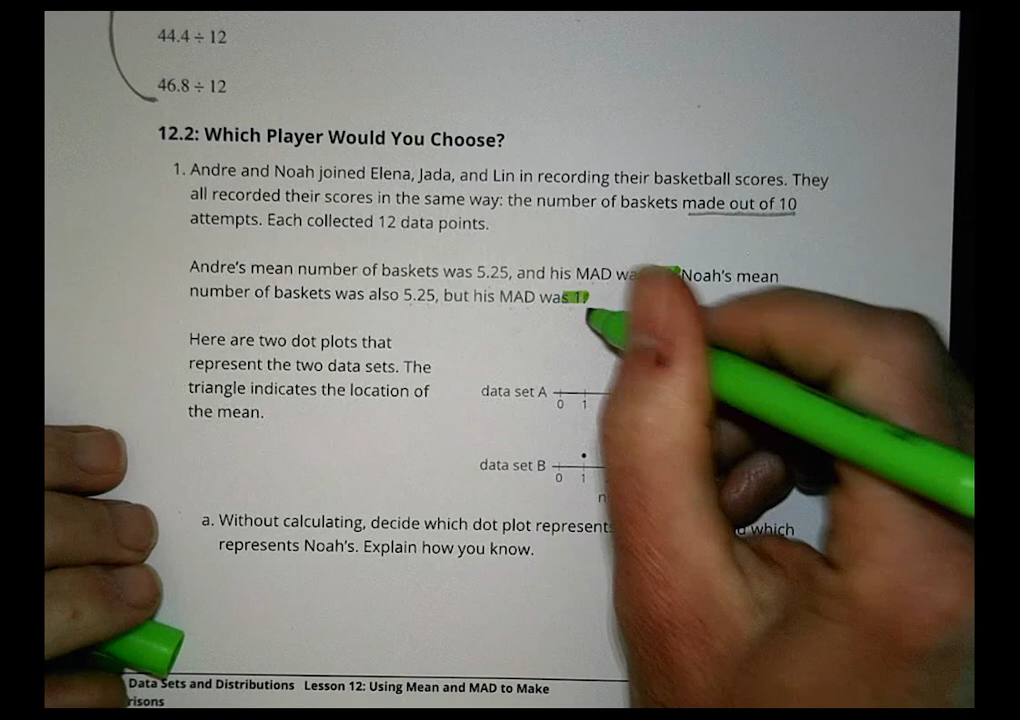 44.4 ÷ 12
46.8 ÷ 12
12.2: Which Player Would You Choose?
1. Andre and Noah joined Elena, Jada, and Lin in recording their basketball scores. They
all recorded their scores in the same way: the number of baskets made out of 10
attempts. Each collected 12 data points.
Andre's mean number of baskets was 5.25, and his MAD Noah's mean
number of baskets was also 5.25, but his MAD was 1
Here are two dot plots that
represent the two data sets. The
triangle indicates the location of
the mean.
data set A
0 1
data set B
0 1
a. Without calculating, decide which dot plot represents which
represents Noah's. Explain how you know.
Data Sets and Distributions Lesson 12: Using Mean and MAD to Make